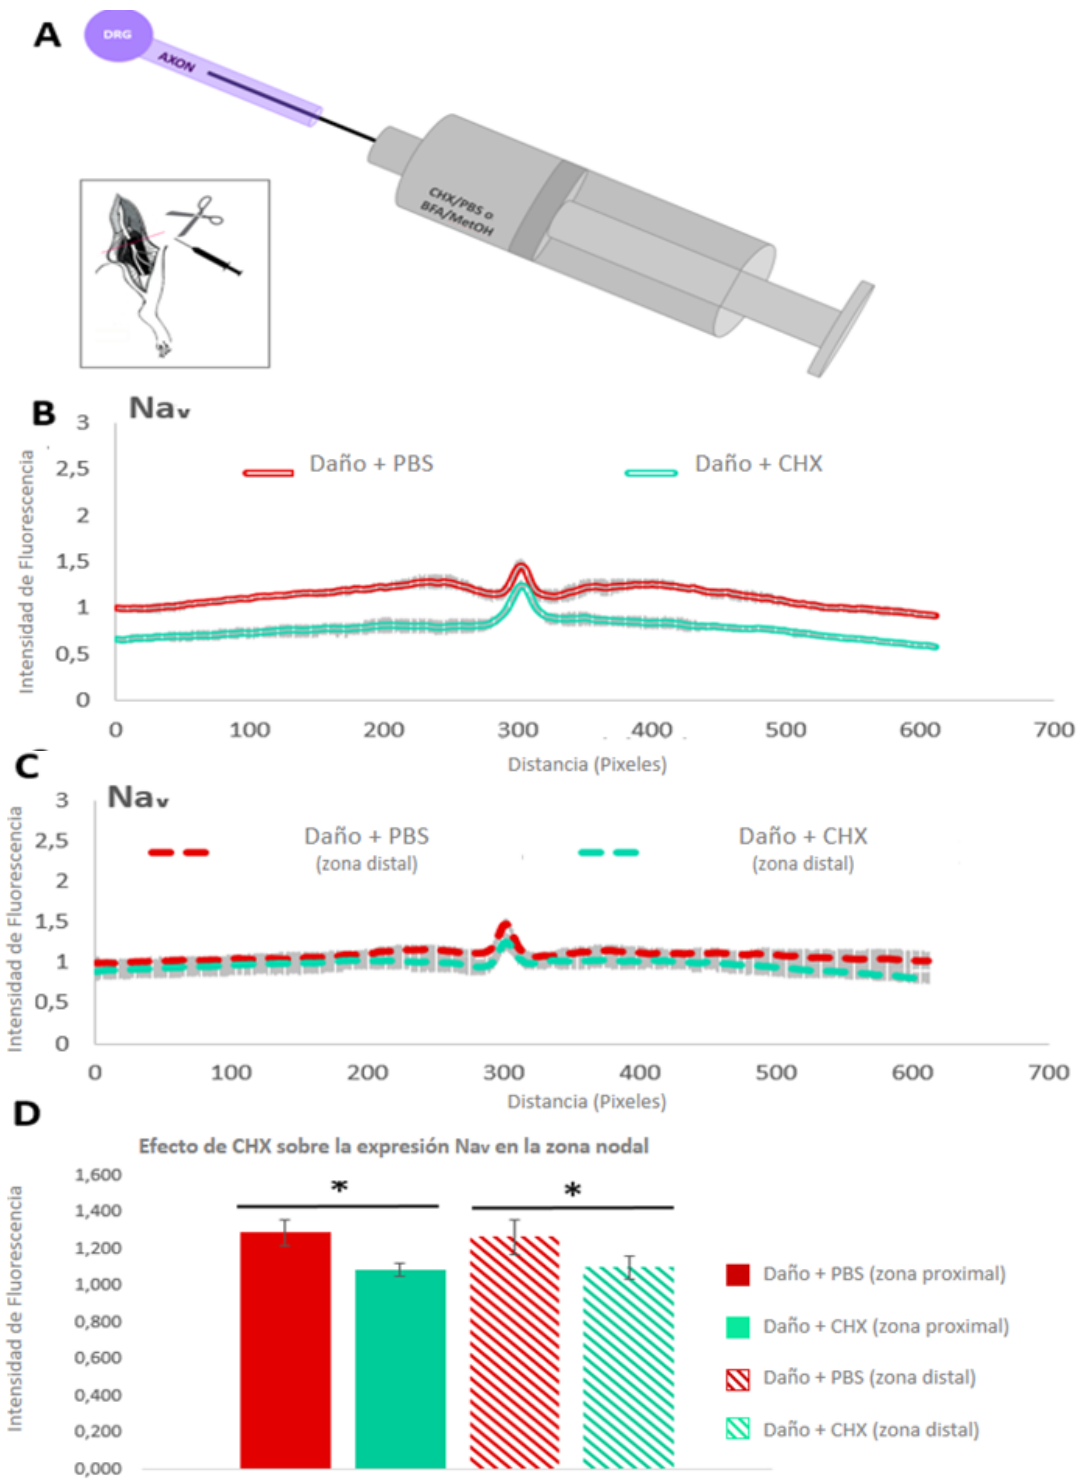 A
DRG
AXON
CHX/PBS o
BFA/MetOH
B
Naᵥ
Intensidad de Fluorescencia
3
2,5
2
1,5
1
0,5
0
Daño + PBS
Daño + CHX
0 100 200 300 400 500 600 700
Distancia (Pixeles)
C
Naᵥ
Intensidad de Fluorescencia
3
2,5
2
1,5
1
0,5
0
Daño + PBS
(zona distal)
Daño + CHX
(zona distal)
0 100 200 300 400 500 600 700
Distancia (Pixeles)
D
Efecto de CHX sobre la expresión Naᵥ en la zona nodal
Intensidad de Fluorescencia
1,600
1,400
1,200
1,000
0,800
0,600
0,400
0,200
0,000
*
*
Daño + PBS (zona proximal)
Daño + CHX (zona proximal)
Daño + PBS (zona distal)
Daño + CHX (zona distal)